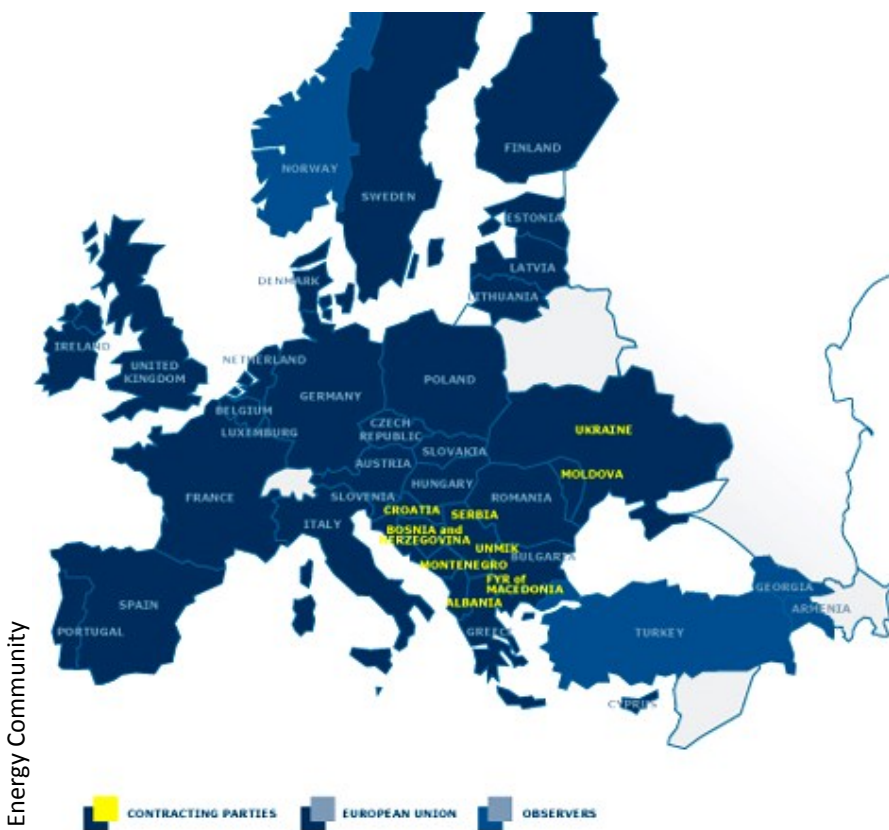 FINLAND
NORWAY
SWEDEN
ESTONIA
LATVIA
DENMARK
LITHUANIA
IRELAND
NETHERLAND
UNITED
KINGDOM
POLAND
GERMANY
BELGIUM
CZECH
REPUBLIC
UKRAINE
LUXEMBURG
SLOVAKIA
AUSTRIA
MOLDOVA
HUNGARY
FRANCE
SLOVENIA
ROMANIA
CROATIA
SERBIA
ITALY
BOSNIA and
HERZEGOVINA
UNMIK
BULGARIA
MONTENEGRO
FYR of
MACEDONIA
GEORGIA
SPAIN
ALBANIA
ARMENIA
PORTUGAL
GREECE
TURKEY
CYPRUS
Energy Community
CONTRACTING PARTIES
EUROPEAN UNION
OBSERVERS